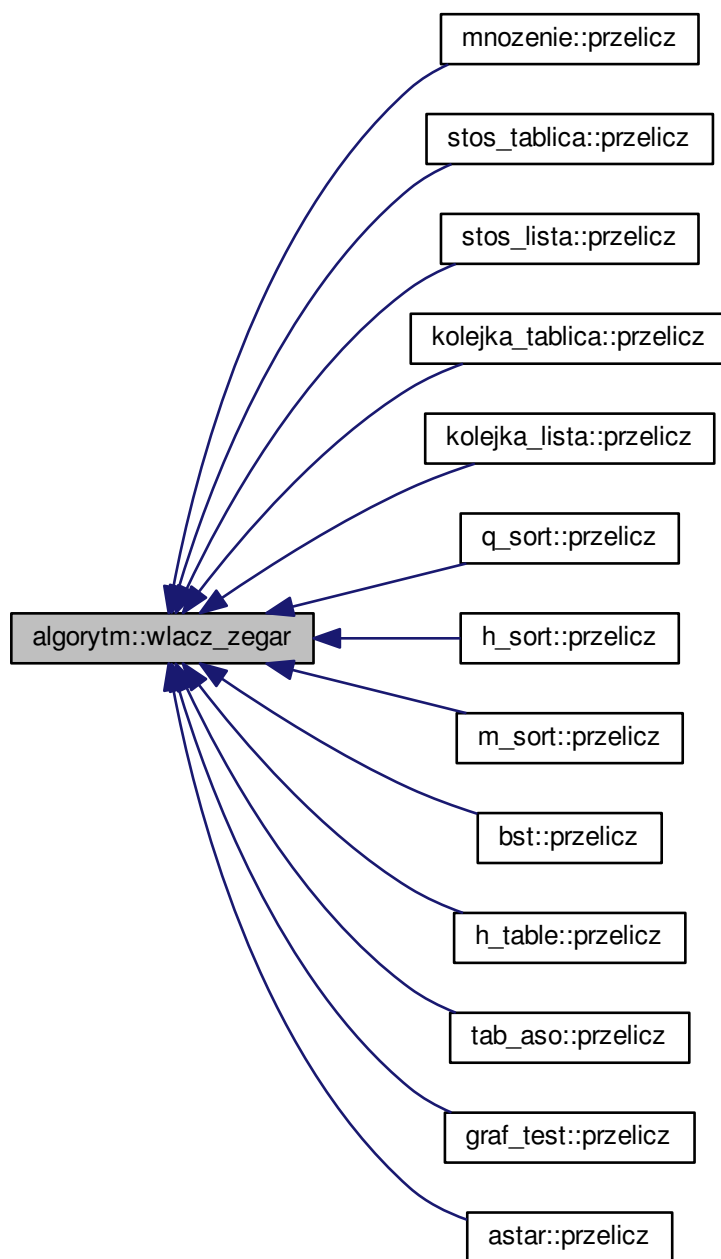 mnozenie::przelicz
stos_tablica::przelicz
stos_lista::przelicz
kolejka_tablica::przelicz
kolejka_lista::przelicz
q_sort::przelicz
algorytm::wlacz_zegar
h_sort::przelicz
m_sort::przelicz
bst::przelicz
h_table::przelicz
tab_aso::przelicz
graf_test::przelicz
astar::przelicz